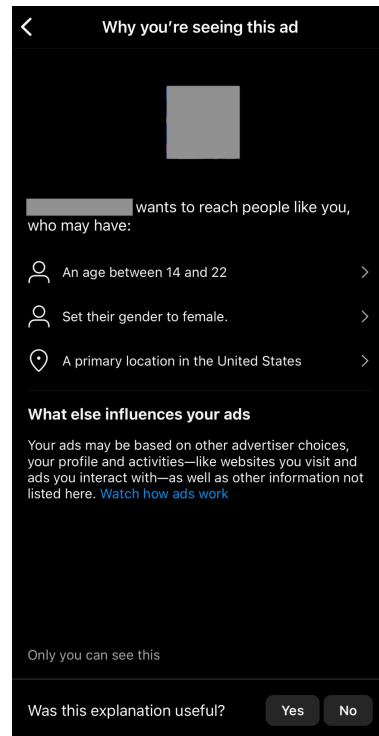 Why you’re seeing this ad
wants to reach people like you,
who may have:
An age between 14 and 22
Set their gender to female.
A primary location in the United States
What else influences your ads
Your ads may be based on other advertiser choices,
your profile and activities—like websites you visit and
ads you interact with—as well as other information not
listed here. Watch how ads work
Only you can see this
Was this explanation useful?
Yes
No